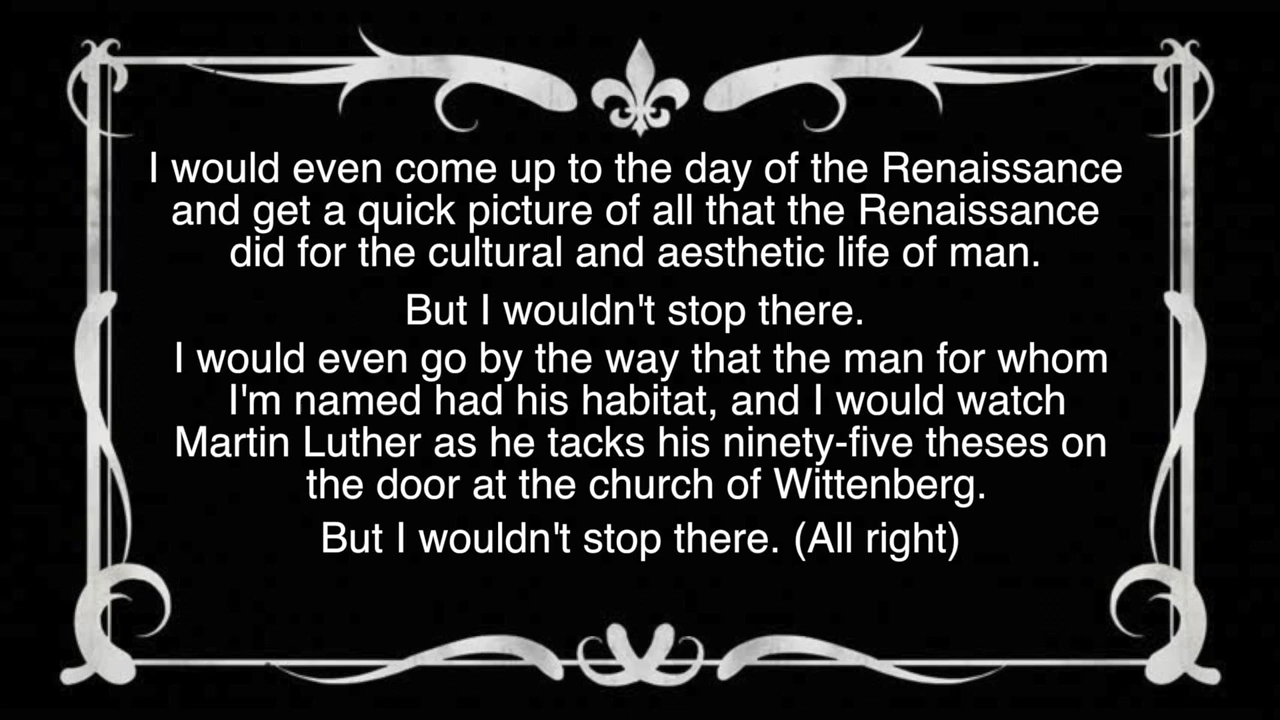 I would even come up to the day of the Renaissance
and get a quick picture of all that the Renaissance
did for the cultural and aesthetic life of man.
But I wouldn't stop there.
I would even go by the way that the man for whom
I'm named had his habitat, and I would watch
Martin Luther as he tacks his ninety-five theses on
the door at the church of Wittenberg.
But I wouldn't stop there. (All right)